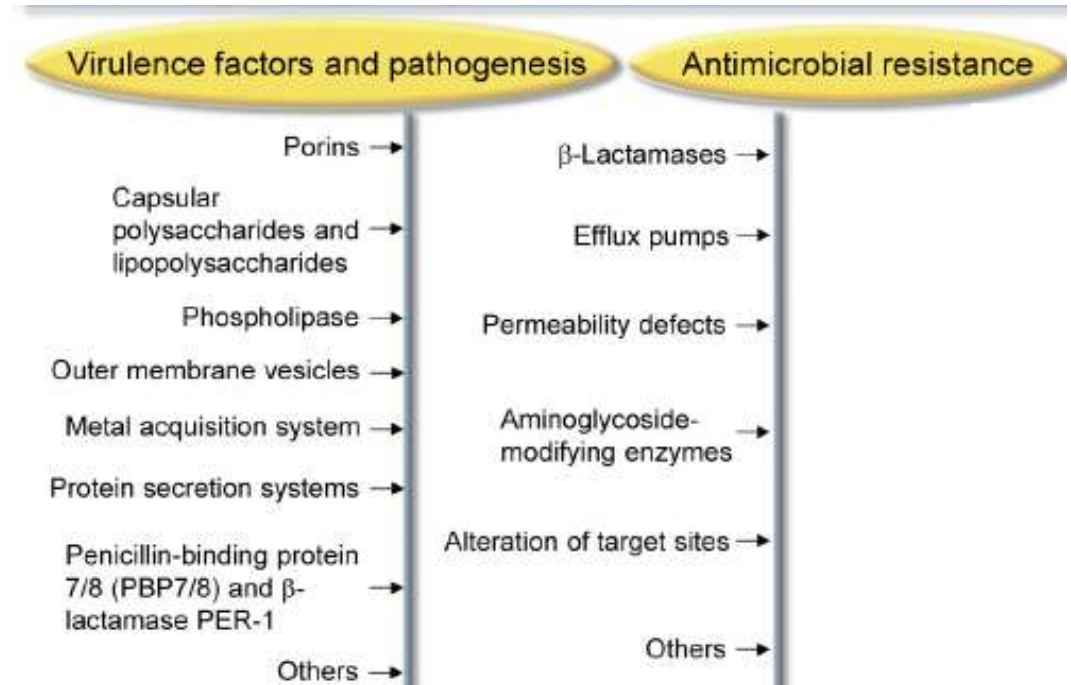 Virulence factors and pathogenesis
Porins
Capsular
polysaccharides and
lipopolysaccharides
Phospholipase
Outer membrane vesicles
Metal acquisition system
Protein secretion systems
Penicillin-binding protein
7/8 (PBP7/8) and β-
lactamase PER-1
Others
Antimicrobial resistance
β-Lactamases
Efflux pumps
Permeability defects
Aminoglycoside-
modifying enzymes
Alteration of target sites
Others